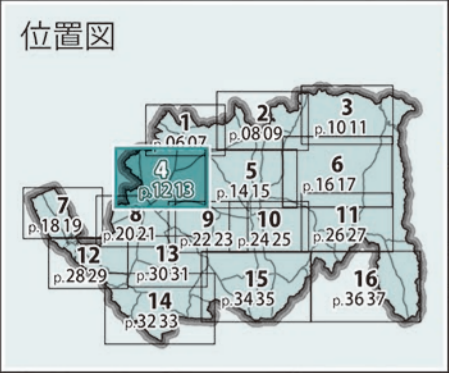 位置図
1
p.06 07
2
p.08 09
3
p.10 11
4
p.12 13
5
p.14 15
6
p.16 17
7
p.18 19
8
p.20 21
9
p.22 23
10
p.24 25
11
p.26 27
12
p.28 29
13
p.30 31
14
p.32 33
15
p.34 35
16
p.36 37